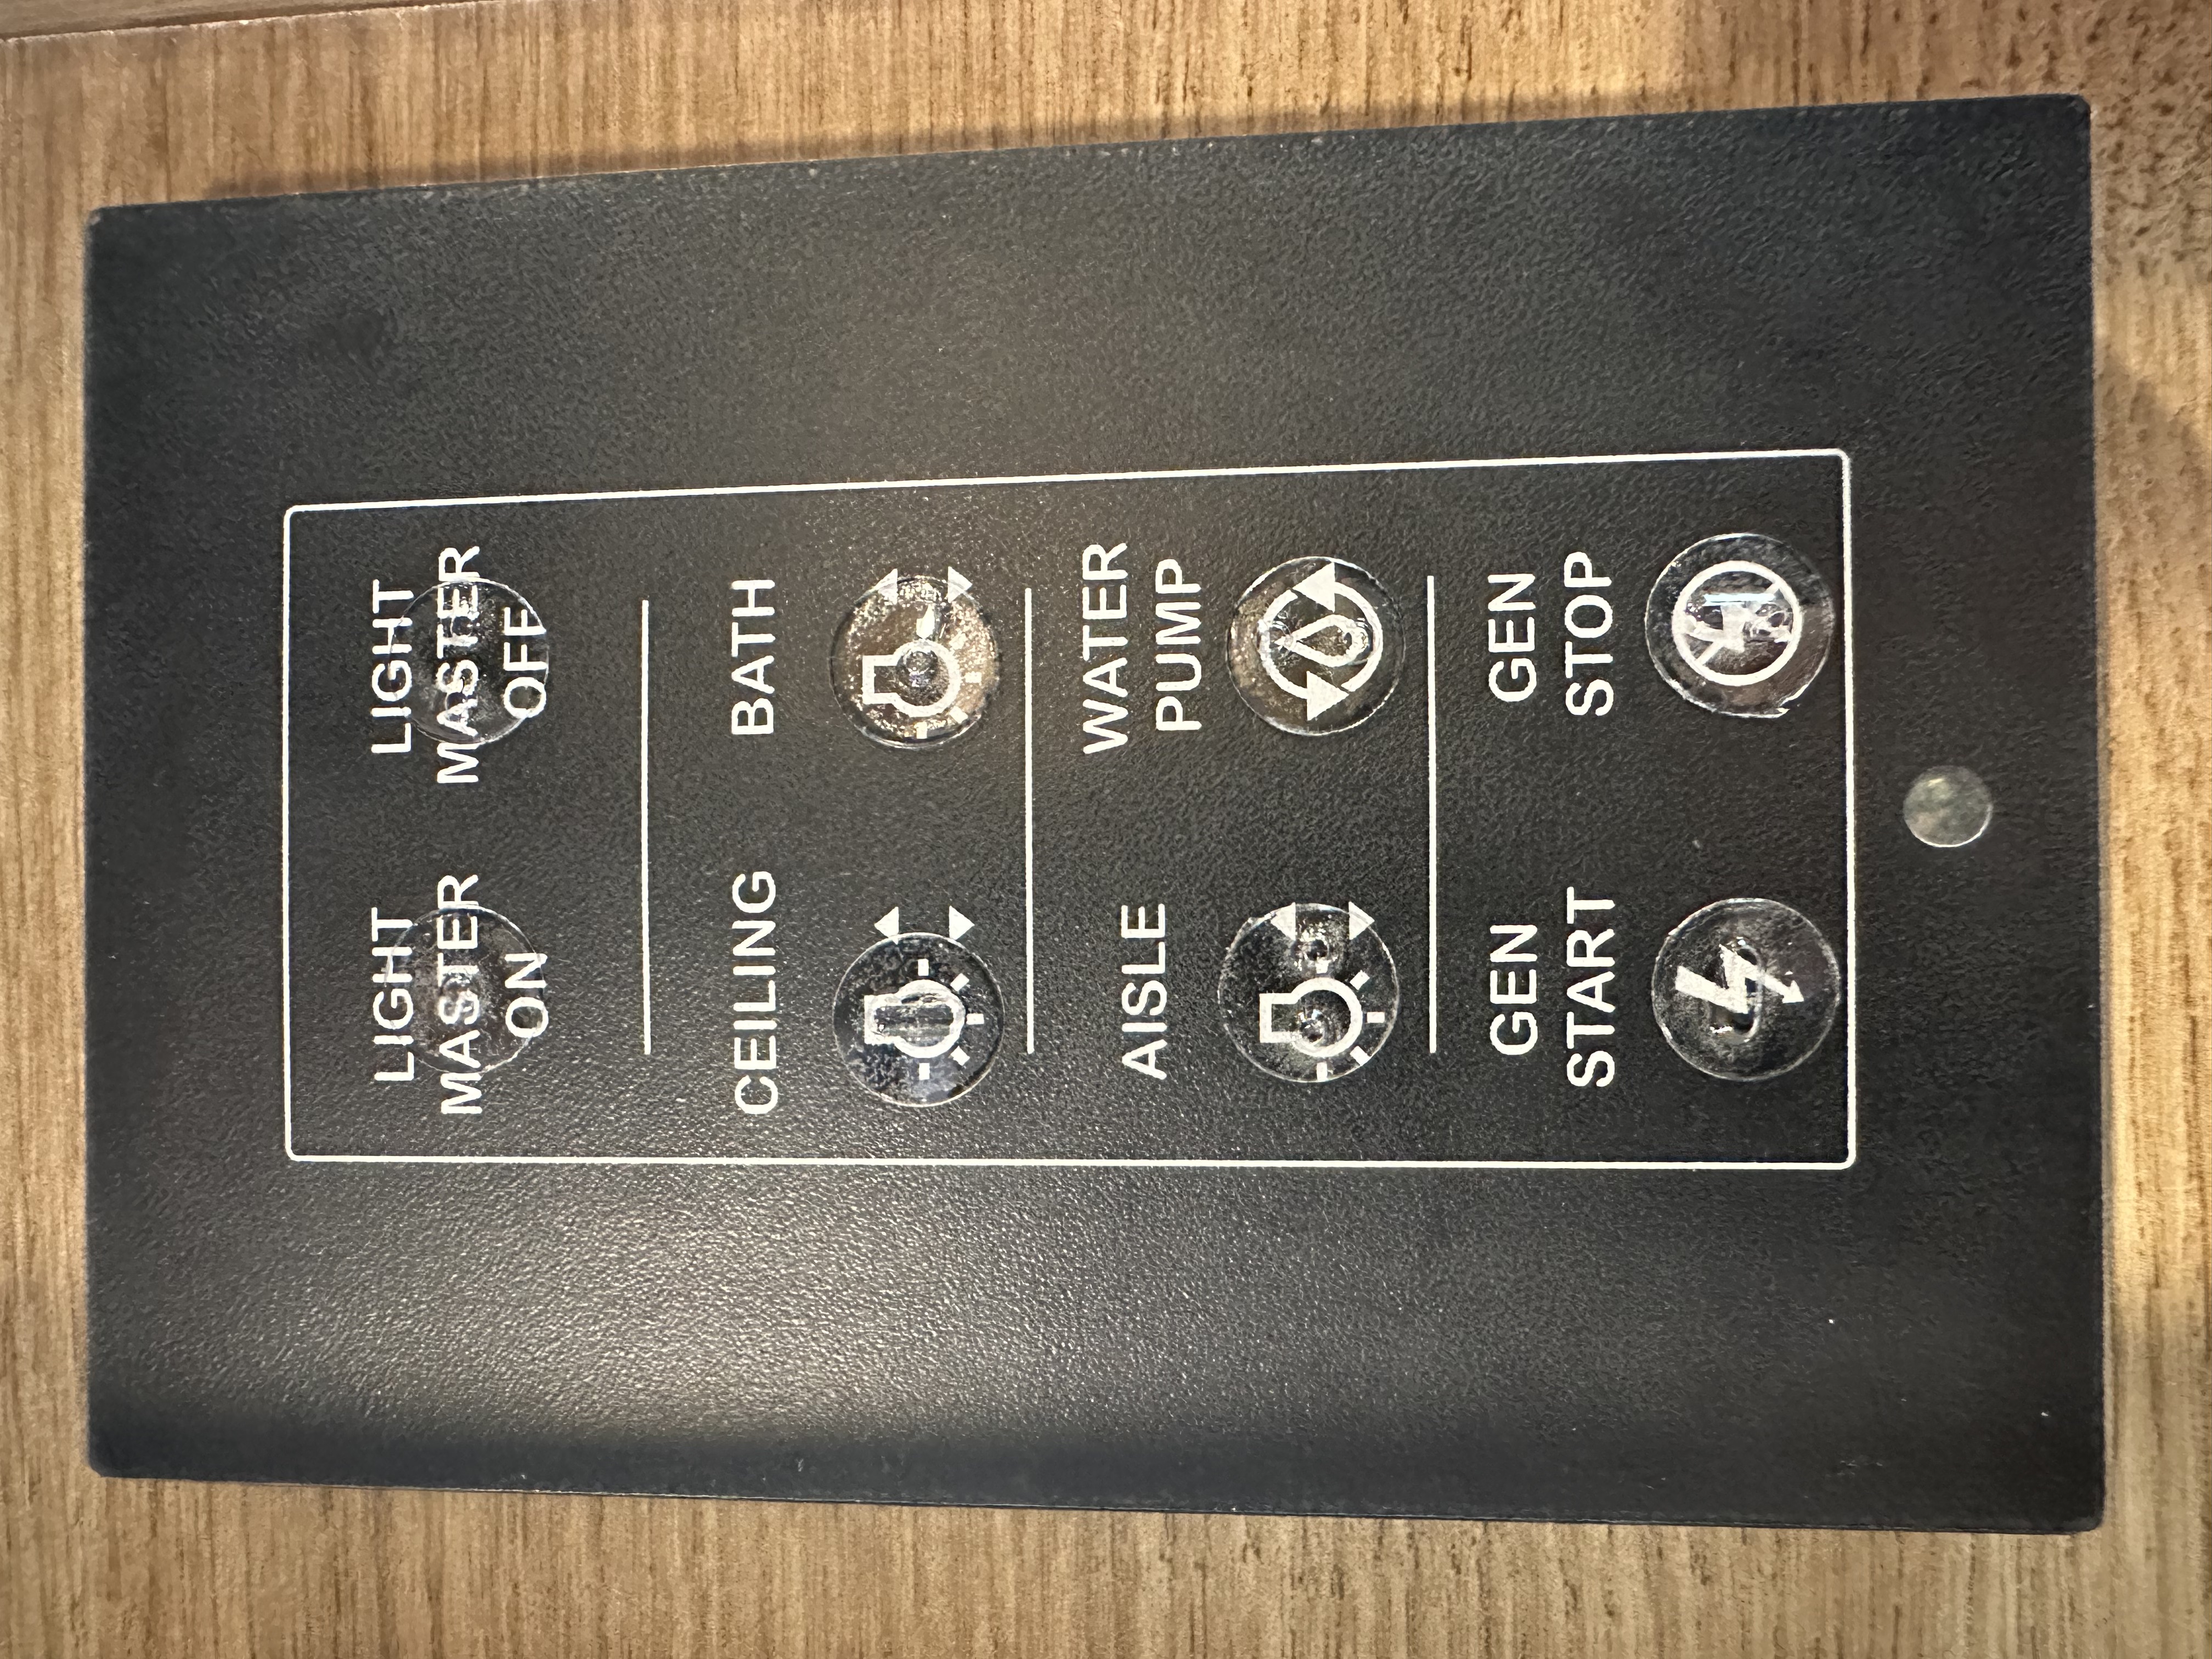 LIGHT
MASTER
ON
LIGHT
MASTER
OFF
CEILING
BATH
AISLE
WATER
PUMP
GEN
START
GEN
STOP